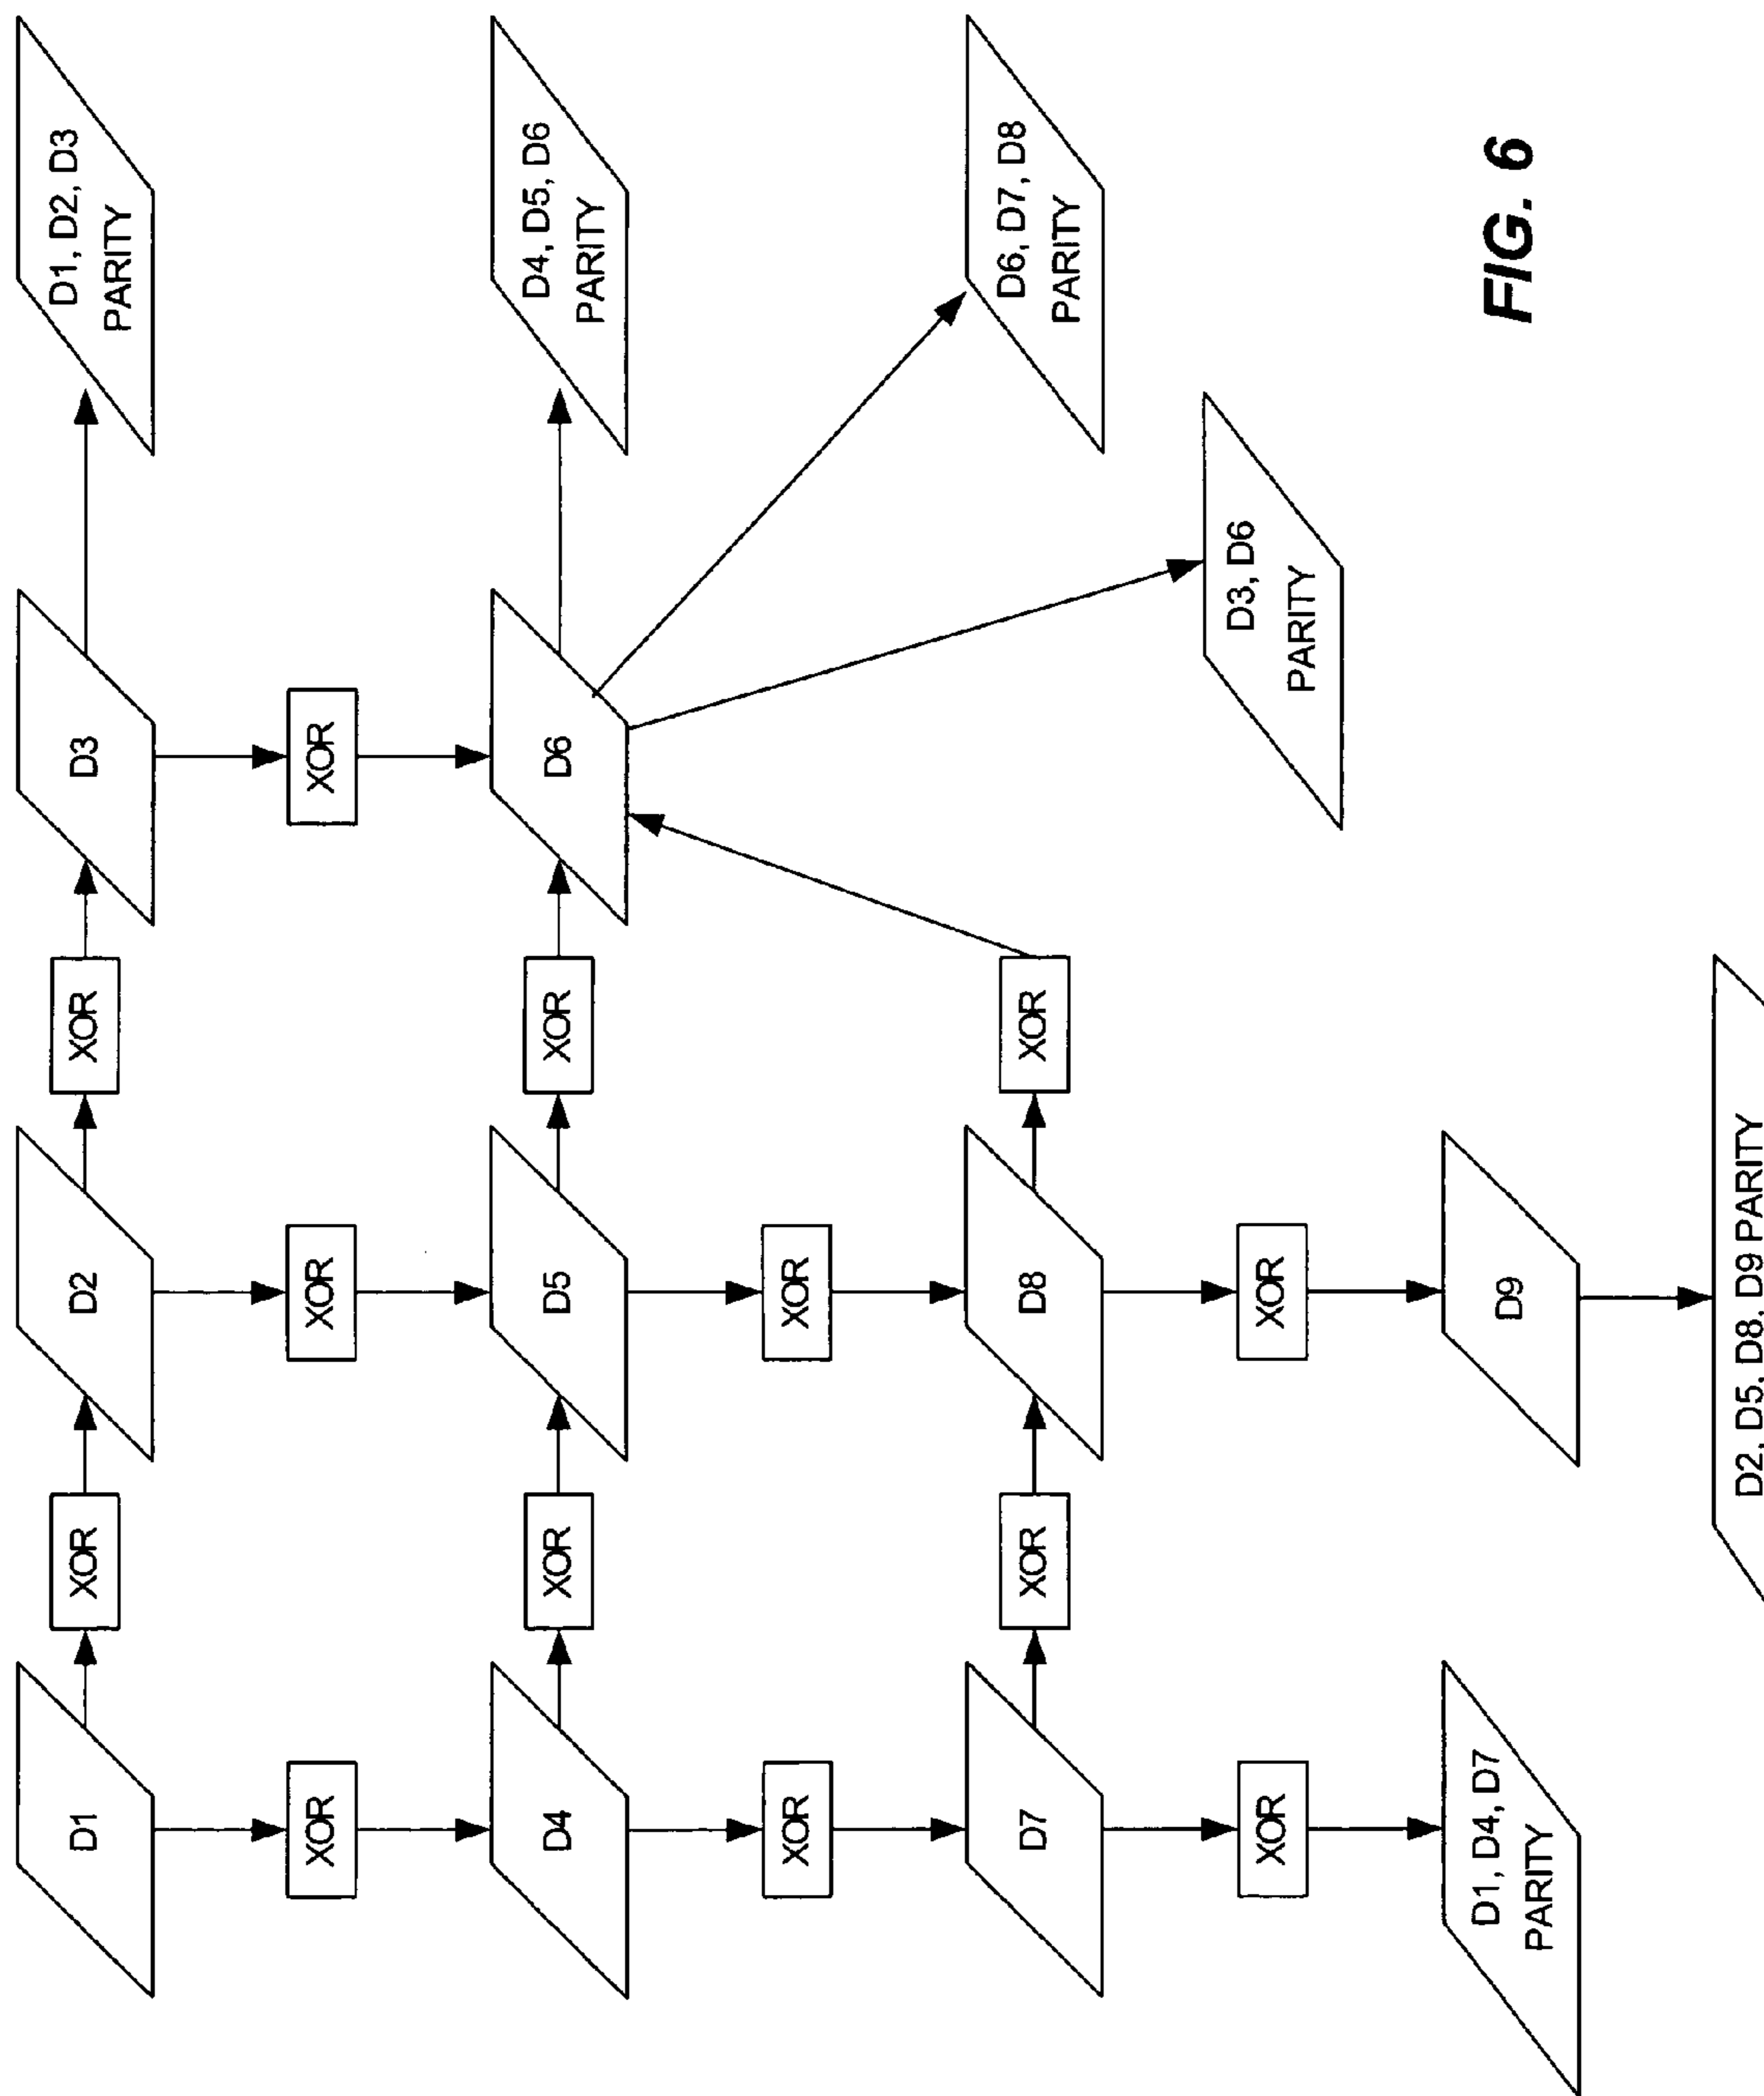 D1
XOR
D2
XOR
D3
D1, D2, D3
PARITY
XOR
XOR
XOR
D4
XOR
D5
XOR
D6
D4, D5, D6
PARITY
XOR
XOR
D7
XOR
D8
XOR
D6, D7, D8
PARITY
XOR
XOR
D3, D6
PARITY
D1, D4, D7
PARITY
D9
D2, D5, D8, D9 PARITY
FIG. 6